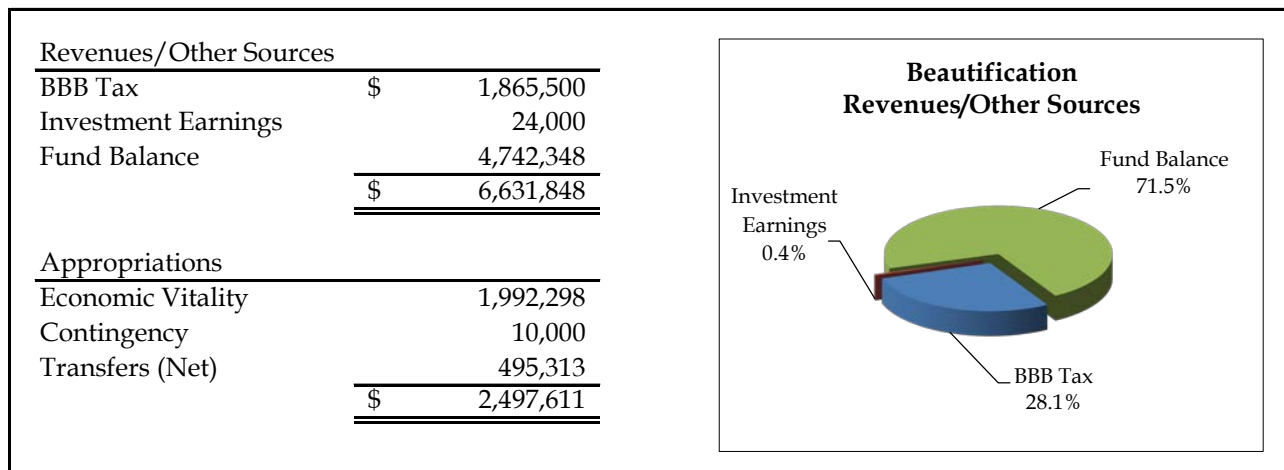 Revenues/Other Sources
BBB Tax $ 1,865,500
Investment Earnings 24,000
Fund Balance 4,742,348
$ 6,631,848
Appropriations
Economic Vitality 1,992,298
Contingency 10,000
Transfers (Net) 495,313
$ 2,497,611
Beautification
Revenues/Other Sources
Fund Balance
71.5%
Investment
Earnings
0.4%
BBB Tax
28.1%